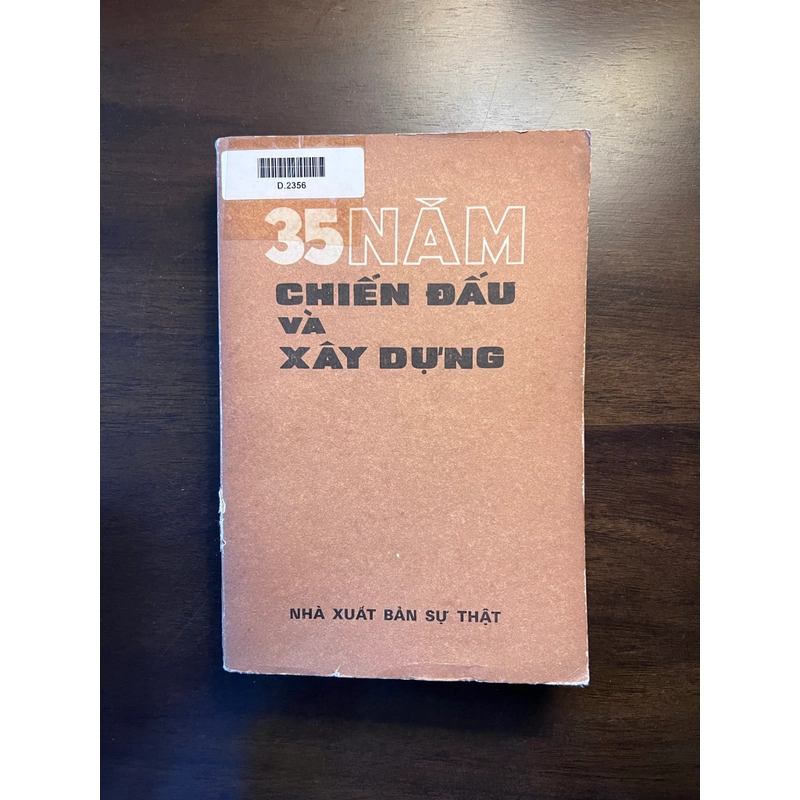 D.2356
35 NĂM
CHIẾN ĐẤU
VÀ
XÂY DỰNG
NHÀ XUẤT BẢN SỰ THẬT